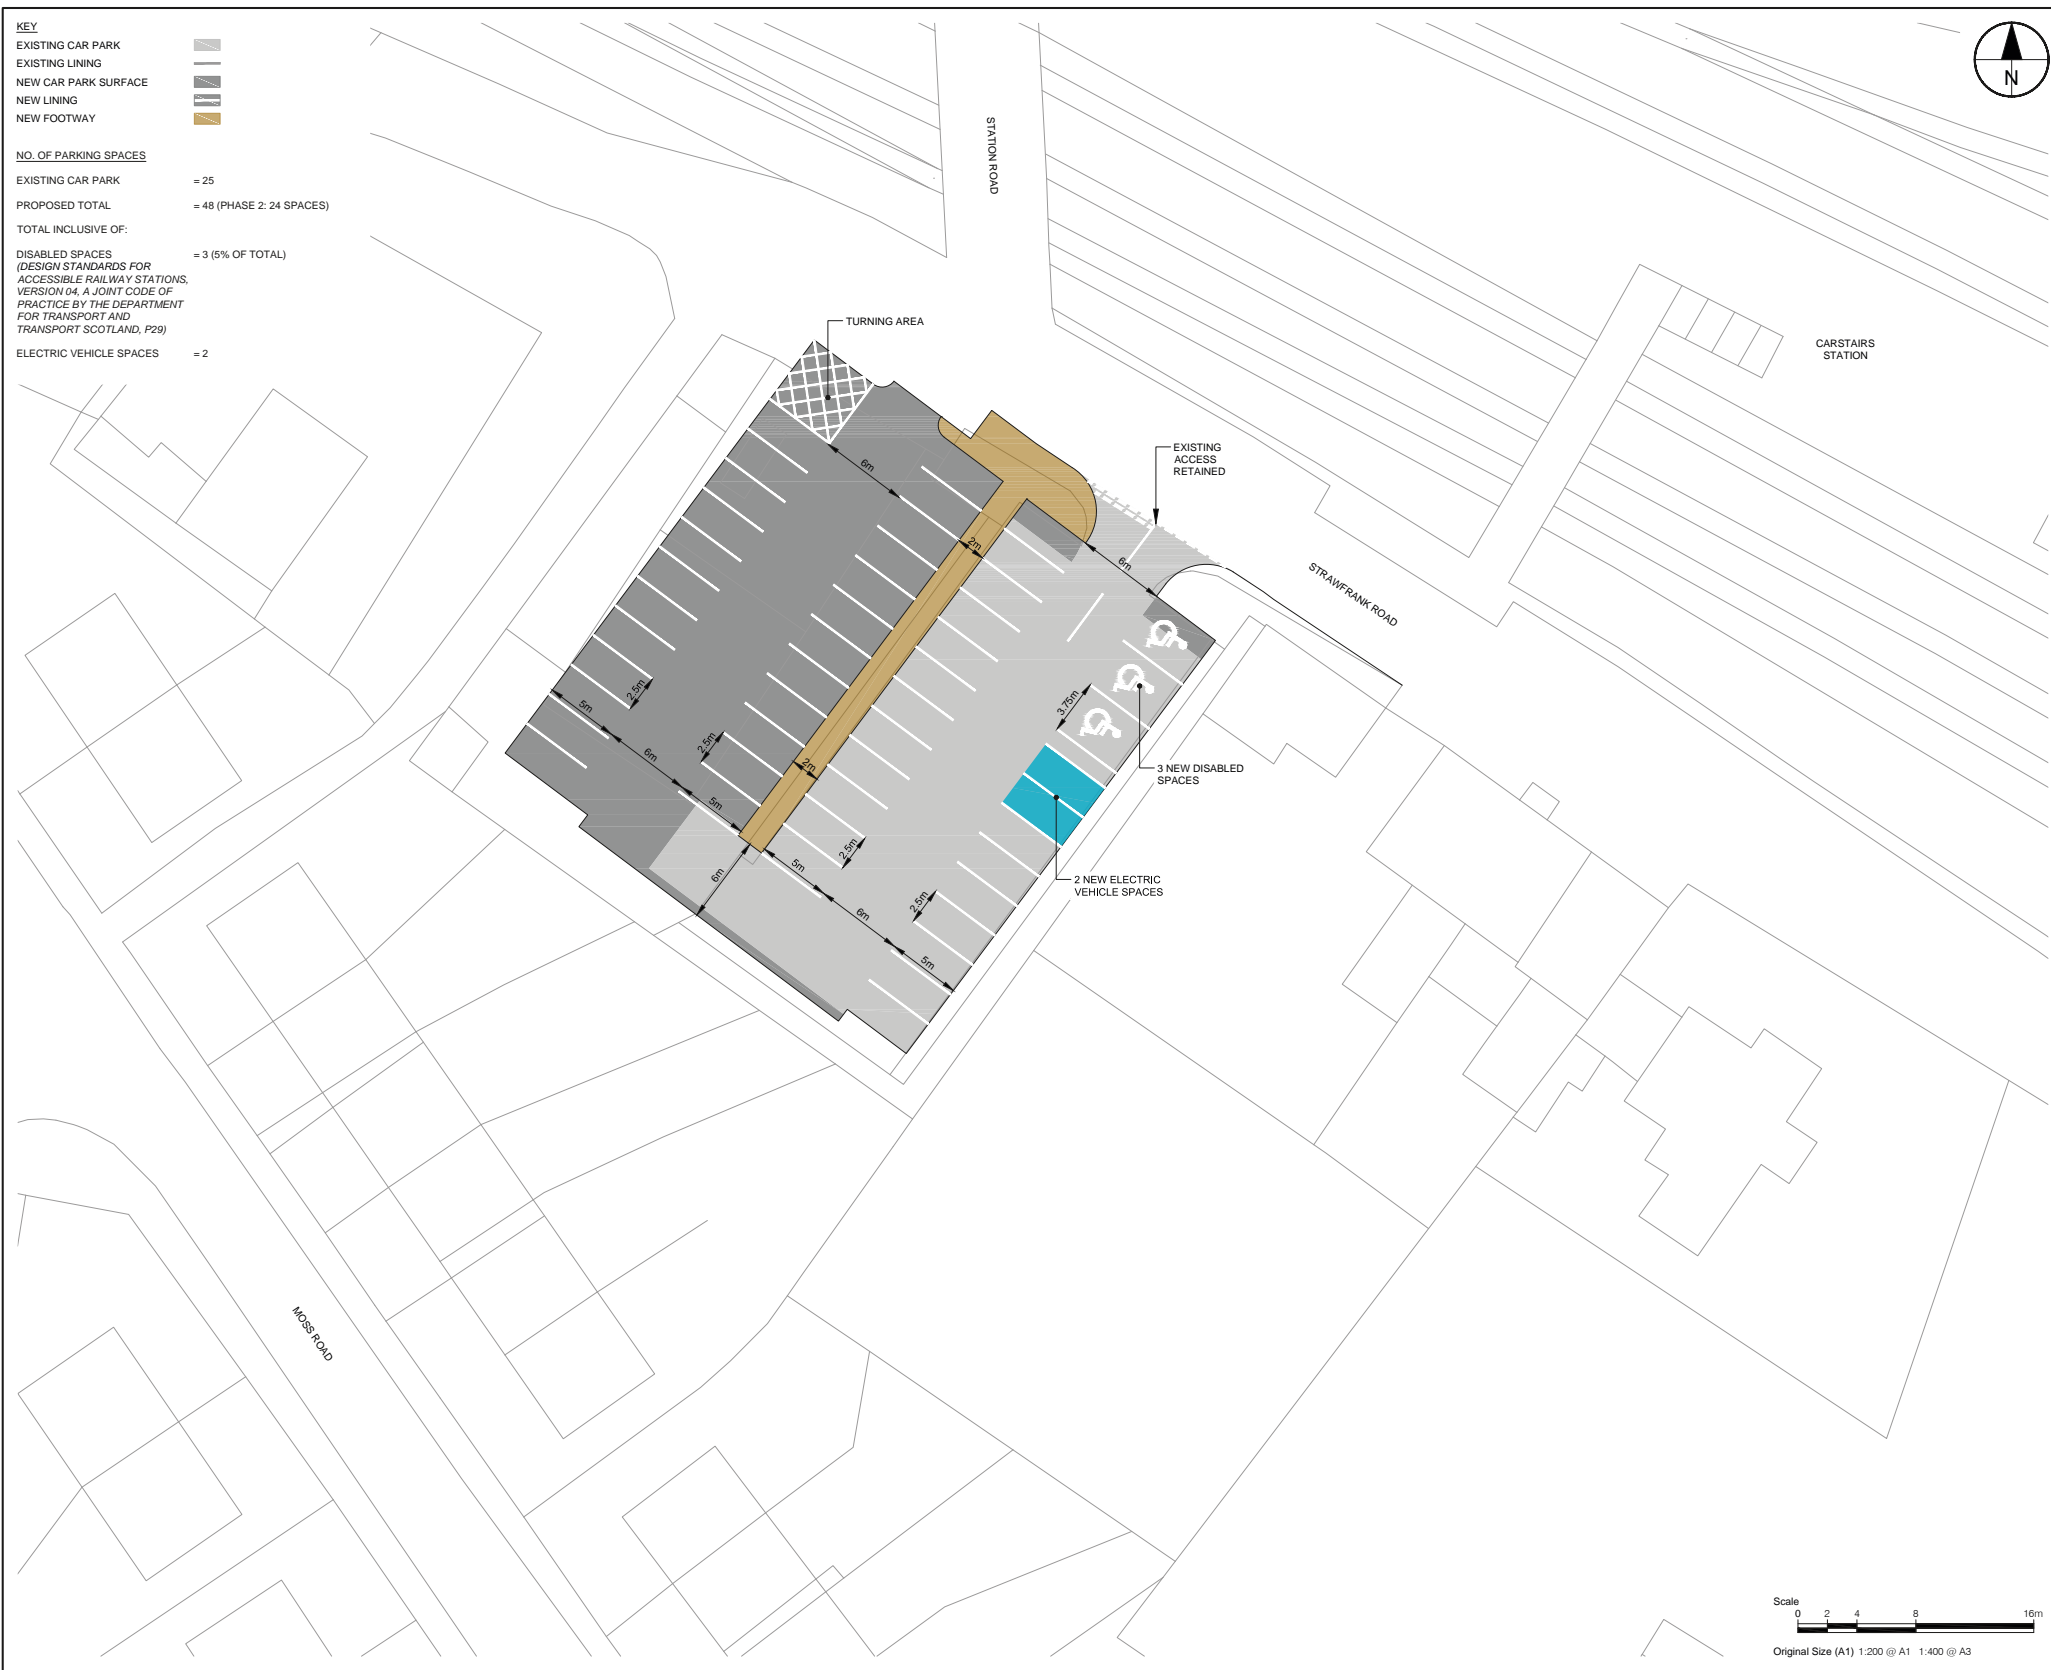 KEY
EXISTING CAR PARK
EXISTING LINING
NEW CAR PARK SURFACE
NEW LINING
NEW FOOTWAY
NO. OF PARKING SPACES
EXISTING CAR PARK = 25
PROPOSED TOTAL = 48 (PHASE 2: 24 SPACES)
TOTAL INCLUSIVE OF:
DISABLED SPACES = 3 (5% OF TOTAL)
(DESIGN STANDARDS FOR
ACCESSIBLE RAILWAY STATIONS,
VERSION 04, A JOINT CODE OF
PRACTICE BY THE DEPARTMENT
FOR TRANSPORT AND
TRANSPORT SCOTLAND, P29)
ELECTRIC VEHICLE SPACES = 2
N
STATION ROAD
TURNING AREA
CARSTAIRS
STATION
EXISTING
ACCESS
RETAINED
STRAWFRANK ROAD
6m
2m
6m
2.5m
3.75m
5m
6m
2.5m
2m
5m
3 NEW DISABLED
SPACES
2.5m
6m
5m
2 NEW ELECTRIC
VEHICLE SPACES
2.5m
6m
5m
MOSS ROAD
Scale
0 2 4 8 16m
Original Size (A1) 1:200 @ A1 1:400 @ A3